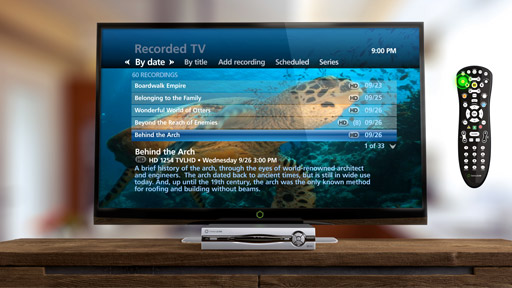 Recorded TV
9:00 PM
By date By title Add recording Scheduled Series
60 RECORDINGS
Boardwalk Empire HD 09/23
Belonging to the Family HD 09/25
Wonderful World of Otters HD 09/26
Beyond the Reach of Enemies HD (8) 09/26
Behind the Arch HD 09/26
1 of 33
Behind the Arch
HD 1254 TVLHD • Wednesday 9/26 3:00 PM
A brief history of the arch, through the eyes of world-renowned architect
and engineers. The arch dated back to ancient times, but is still in wide use
today. And, up until the 19th century, the arch was the only known method
for roofing and building without beams.